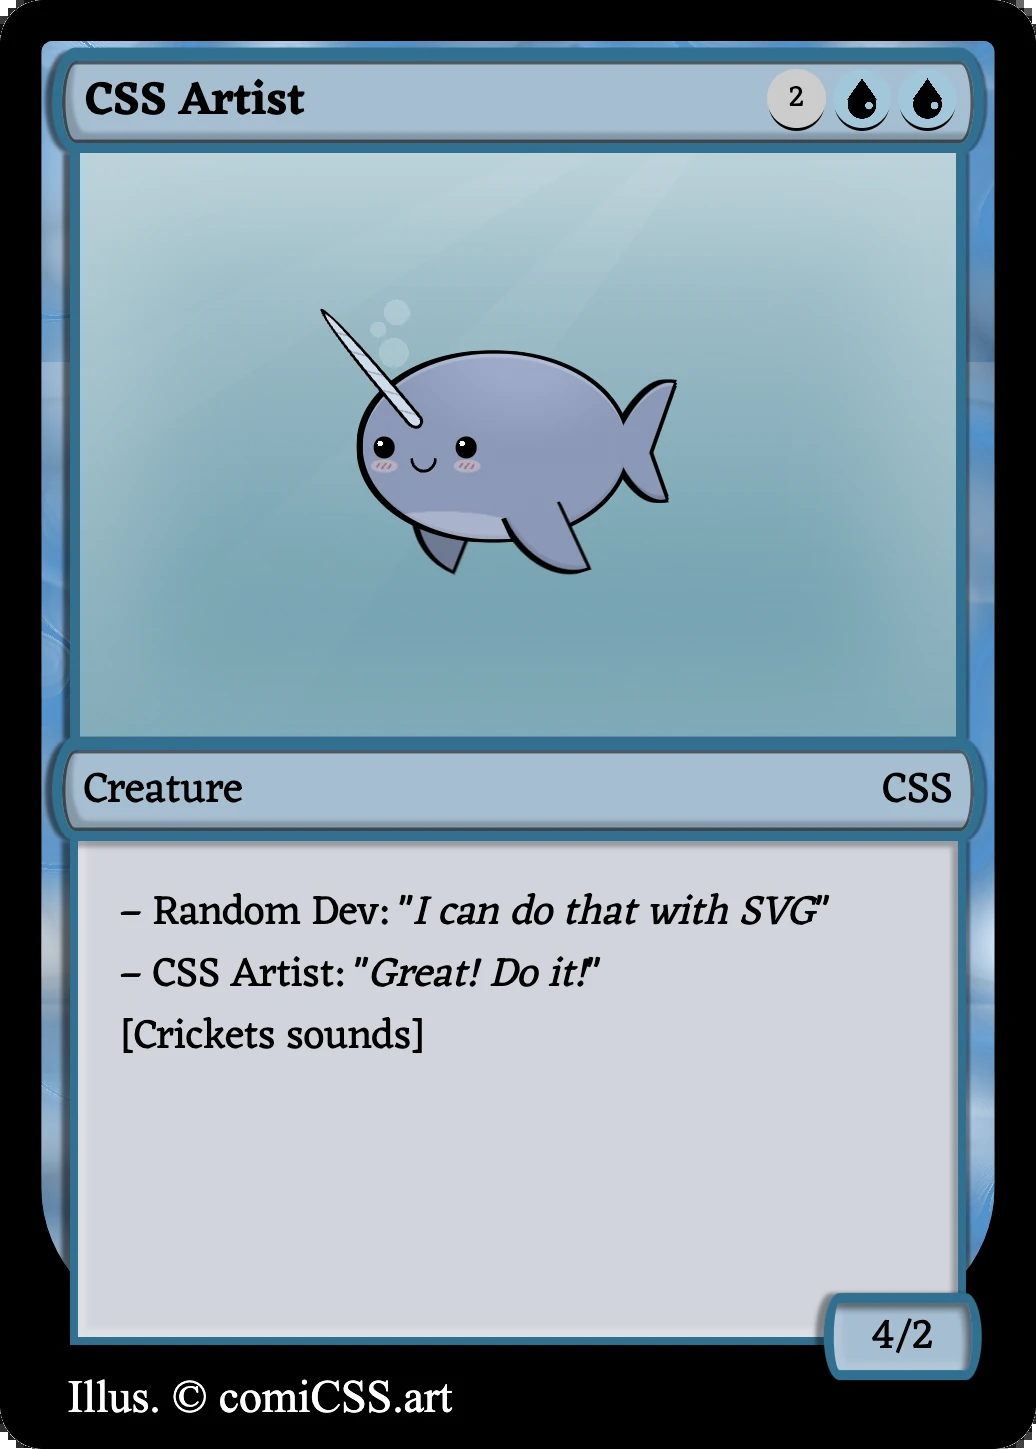 CSS Artist 2
Creature CSS
– Random Dev: "I can do that with SVG"
– CSS Artist: "Great! Do it!"
[Crickets sounds]
4/2
Illus. © comiCSS.art